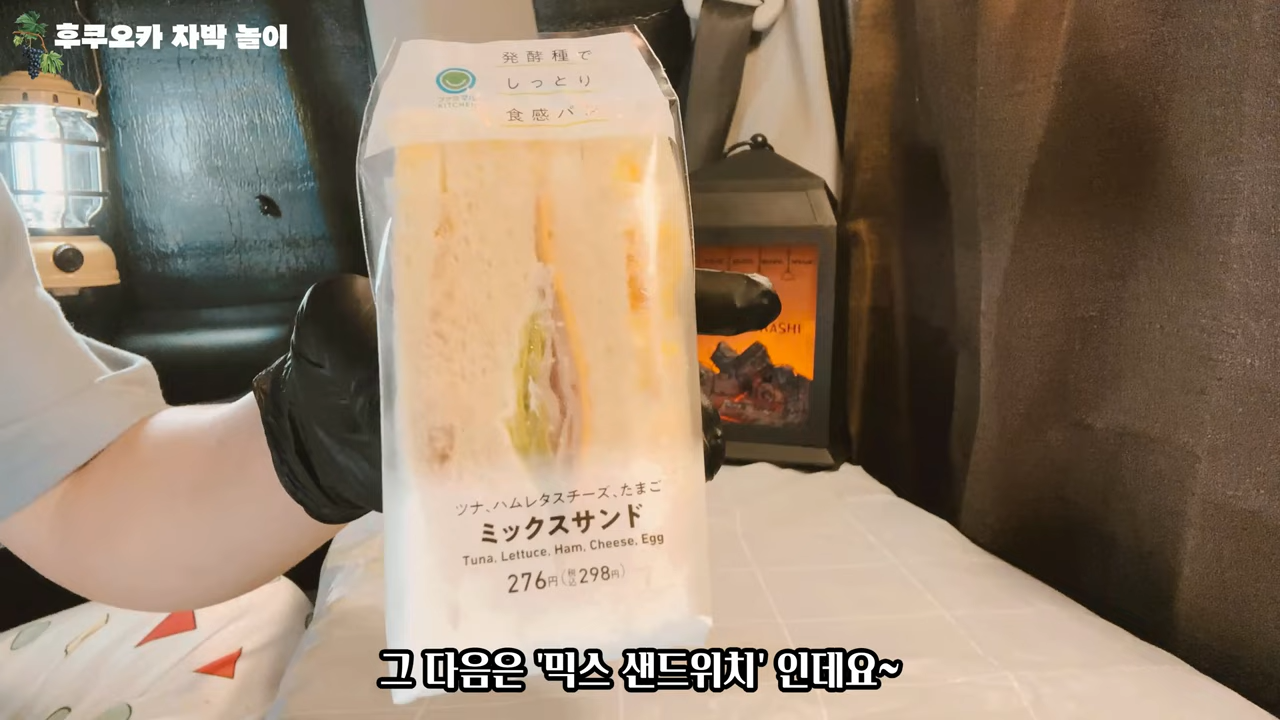 후쿠오카 차박 놀이
発酵種で
しっとり
食感パン
KITCHEN
ツナ、ハムレタスチーズ、たまご
ミックスサンド
Tuna, Lettuce, Ham, Cheese, Egg
276円(税込298円)
그 다음은 '믹스 샌드위치' 인데요~